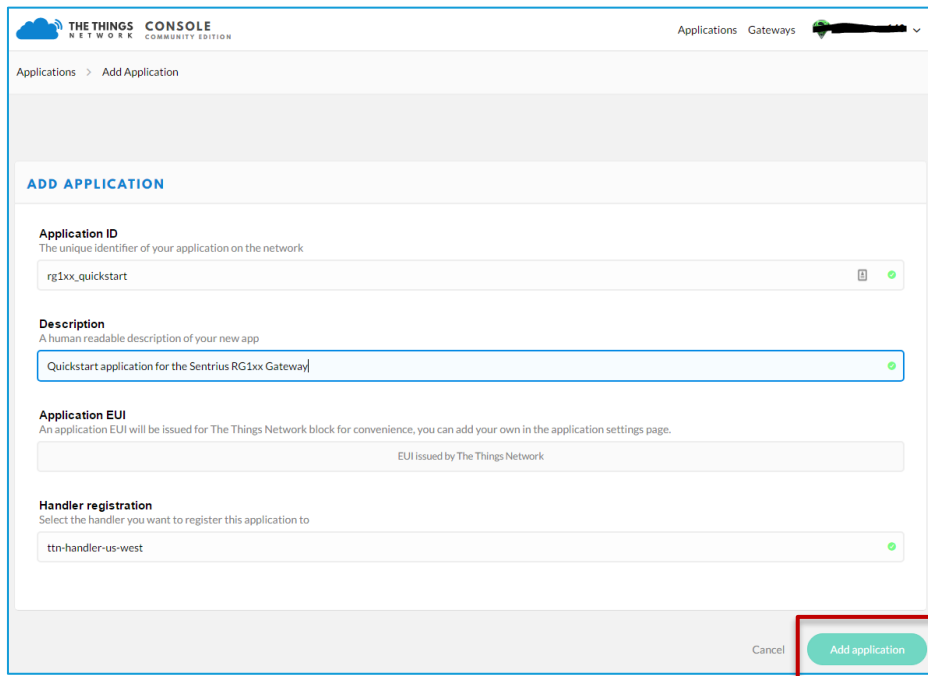 THE THINGS NETWORK CONSOLE COMMUNITY EDITION
Applications Gateways
Applications > Add Application
ADD APPLICATION
Application ID
The unique identifier of your application on the network
rg1xx_quickstart
Description
A human readable description of your new app
Quickstart application for the Sentrius RG1xx Gateway
Application EUI
An application EUI will be issued for The Things Network block for convenience, you can add your own in the application settings page.
EUI issued by The Things Network
Handler registration
Select the handler you want to register this application to
ttn-handler-us-west
Cancel Add application